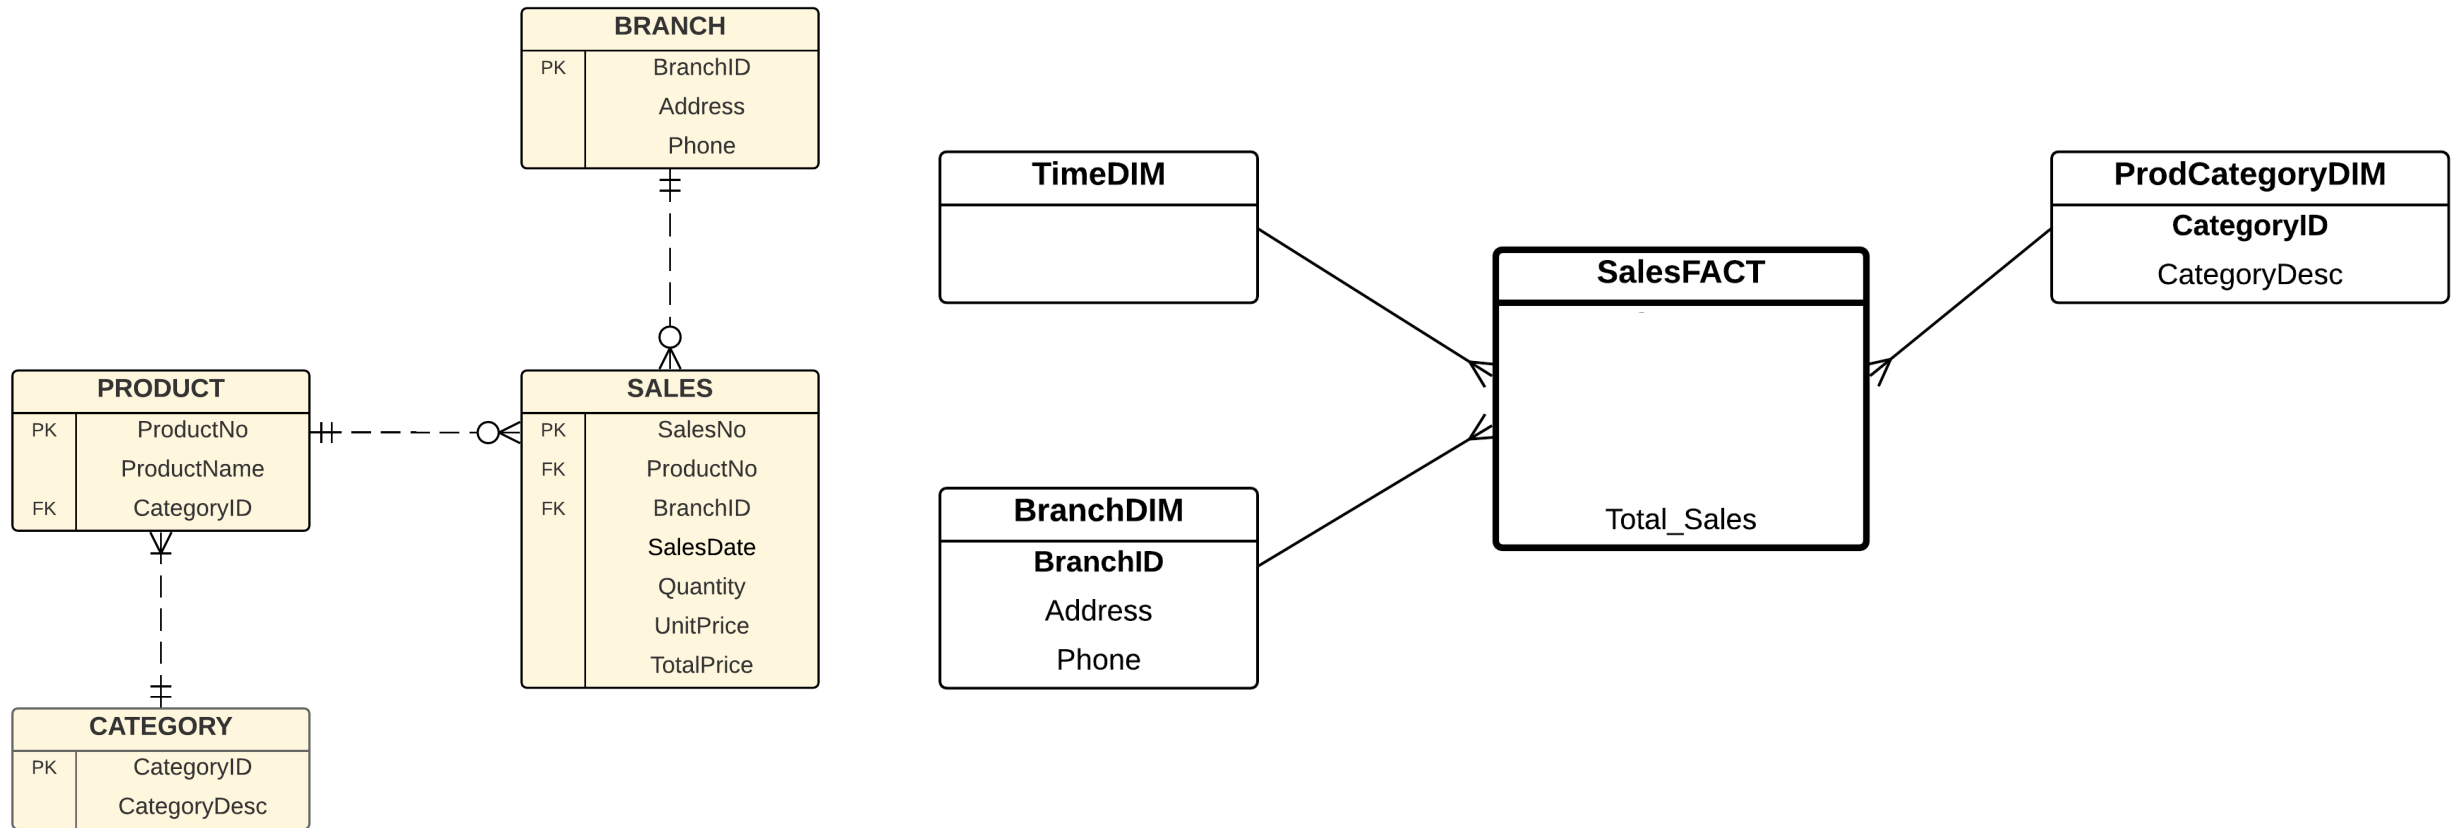 BRANCH
PK BranchID
Address
Phone
PRODUCT
PK ProductNo
ProductName
FK CategoryID
SALES
PK SalesNo
FK ProductNo
FK BranchID
SalesDate
Quantity
UnitPrice
TotalPrice
CATEGORY
PK CategoryID
CategoryDesc
TimeDIM
BranchDIM
BranchID
Address
Phone
SalesFACT
Total_Sales
ProdCategoryDIM
CategoryID
CategoryDesc